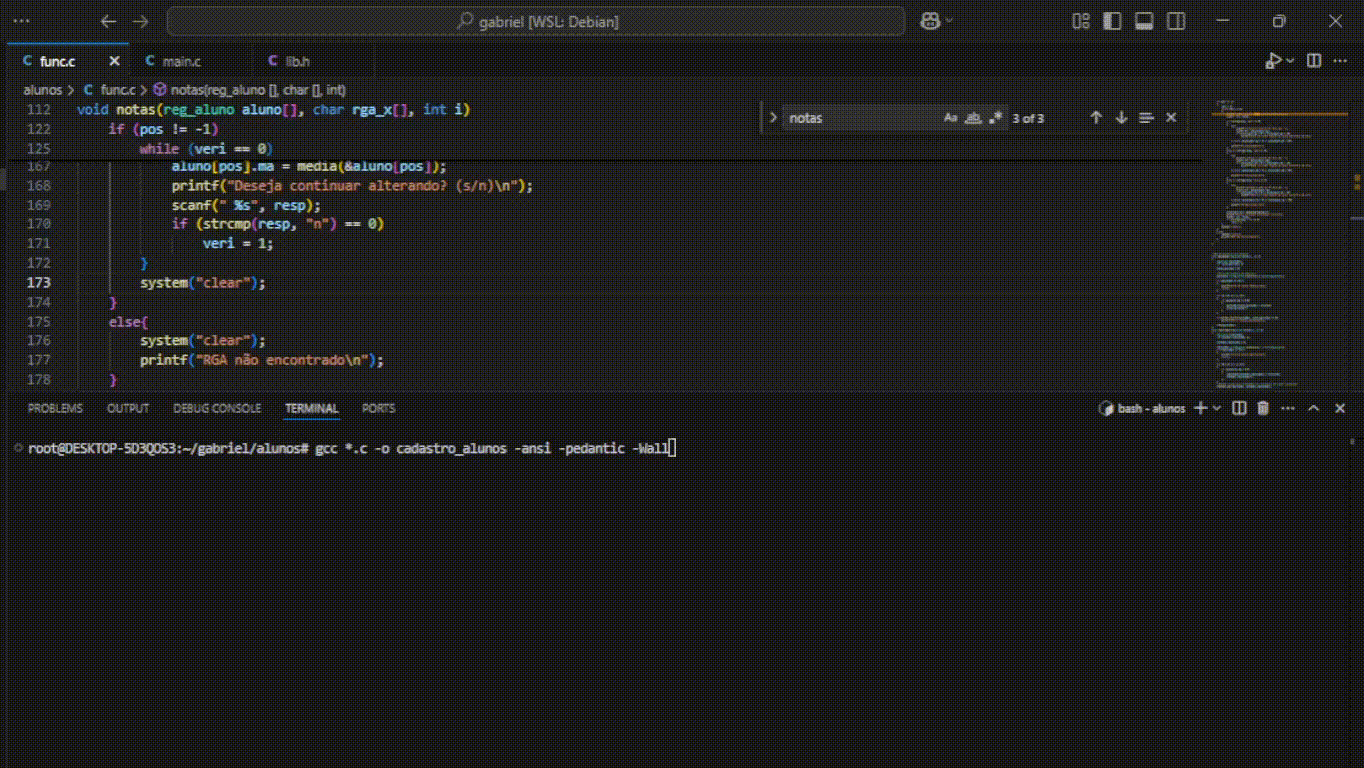 gabriel [WSL: Debian]
func.c
main.c
lib.h
alunos > C func.c > notas(reg_aluno [], char [], int)
112 void notas(reg_aluno aluno[], char rga_x[], int i)
122 if (pos != -1)
125 while (veri == 0)
167 aluno[pos].ma = media(&aluno[pos]);
168 printf("Deseja continuar alterando? (s/n)\n");
169 scanf(" %s", resp);
170 if (strcmp(resp, "n") == 0)
171 veri = 1;
172 }
173 system("clear");
174 }
175 else{
176 system("clear");
177 printf("RGA não encontrado\n");
178 }
notas Aa ab 3 of 3
PROBLEMS OUTPUT DEBUG CONSOLE TERMINAL PORTS
bash - alunos
root@DESKTOP-5D3QOS3:~/gabriel/alunos# gcc *.c -o cadastro_alunos -ansi -pedantic -Wall